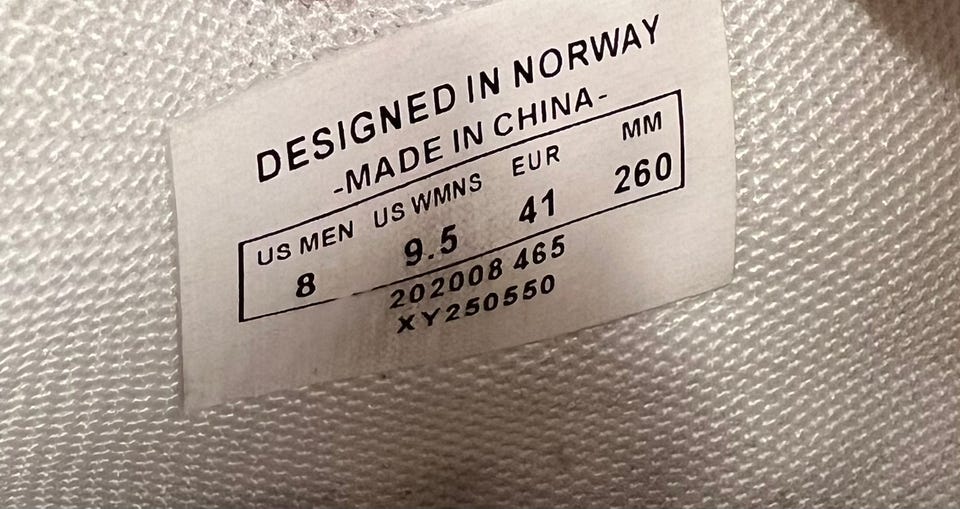 DESIGNED IN NORWAY
-MADE IN CHINA-
US MEN US WMNS EUR MM
8 9.5 41 260
202008 465
XY250550